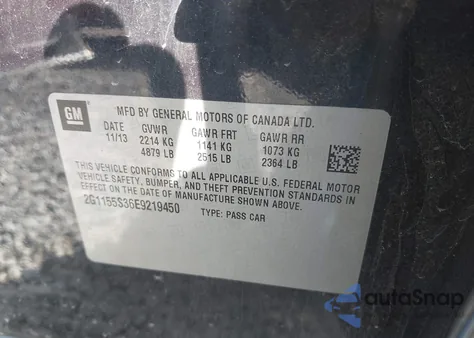 GM
MFD BY GENERAL MOTORS OF CANADA LTD.
DATE GVWR GAWR FRT GAWR RR
11/13 2214 KG 1141 KG 1073 KG
4879 LB 2515 LB 2364 LB
THIS VEHICLE CONFORMS TO ALL APPLICABLE U.S. FEDERAL MOTOR
VEHICLE SAFETY, BUMPER, AND THEFT PREVENTION STANDARDS IN
EFFECT ON THE DATE OF MANUFACTURE SHOWN ABOVE.
2G1155S36E9219450 TYPE: PASS CAR
autoSnap